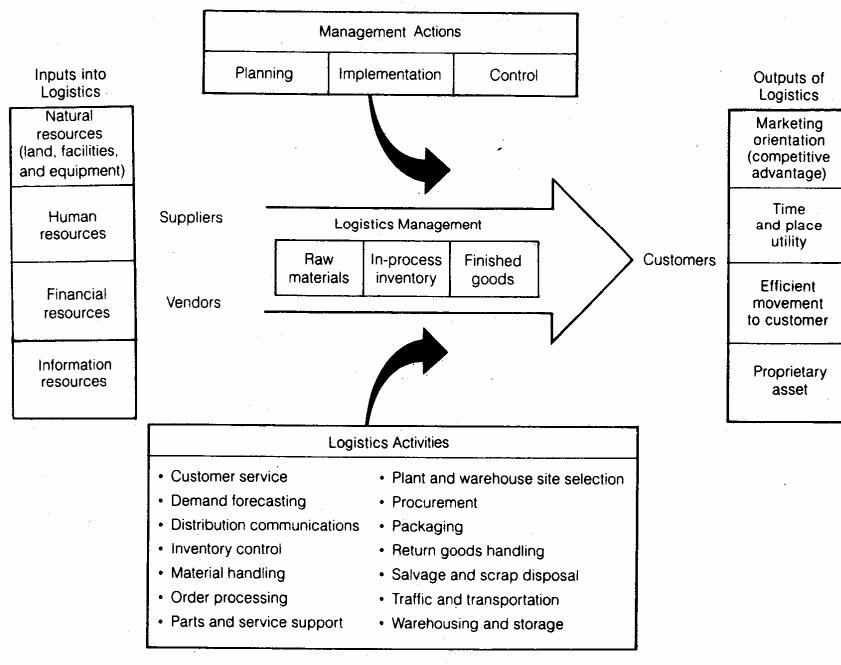 Management Actions
Planning
Implementation
Control
Inputs into
Logistics
Natural
resources
(land, facilities,
and equipment)
Human
resources
Financial
resources
Information
resources
Suppliers
Vendors
Logistics Management
Raw
materials
In-process
inventory
Finished
goods
Customers
Outputs of
Logistics
Marketing
orientation
(competitive
advantage)
Time
and place
utility
Efficient
movement
to customer
Proprietary
asset
Logistics Activities
• Customer service
• Demand forecasting
• Distribution communications
• Inventory control
• Material handling
• Order processing
• Parts and service support
• Plant and warehouse site selection
• Procurement
• Packaging
• Return goods handling
• Salvage and scrap disposal
• Traffic and transportation
• Warehousing and storage